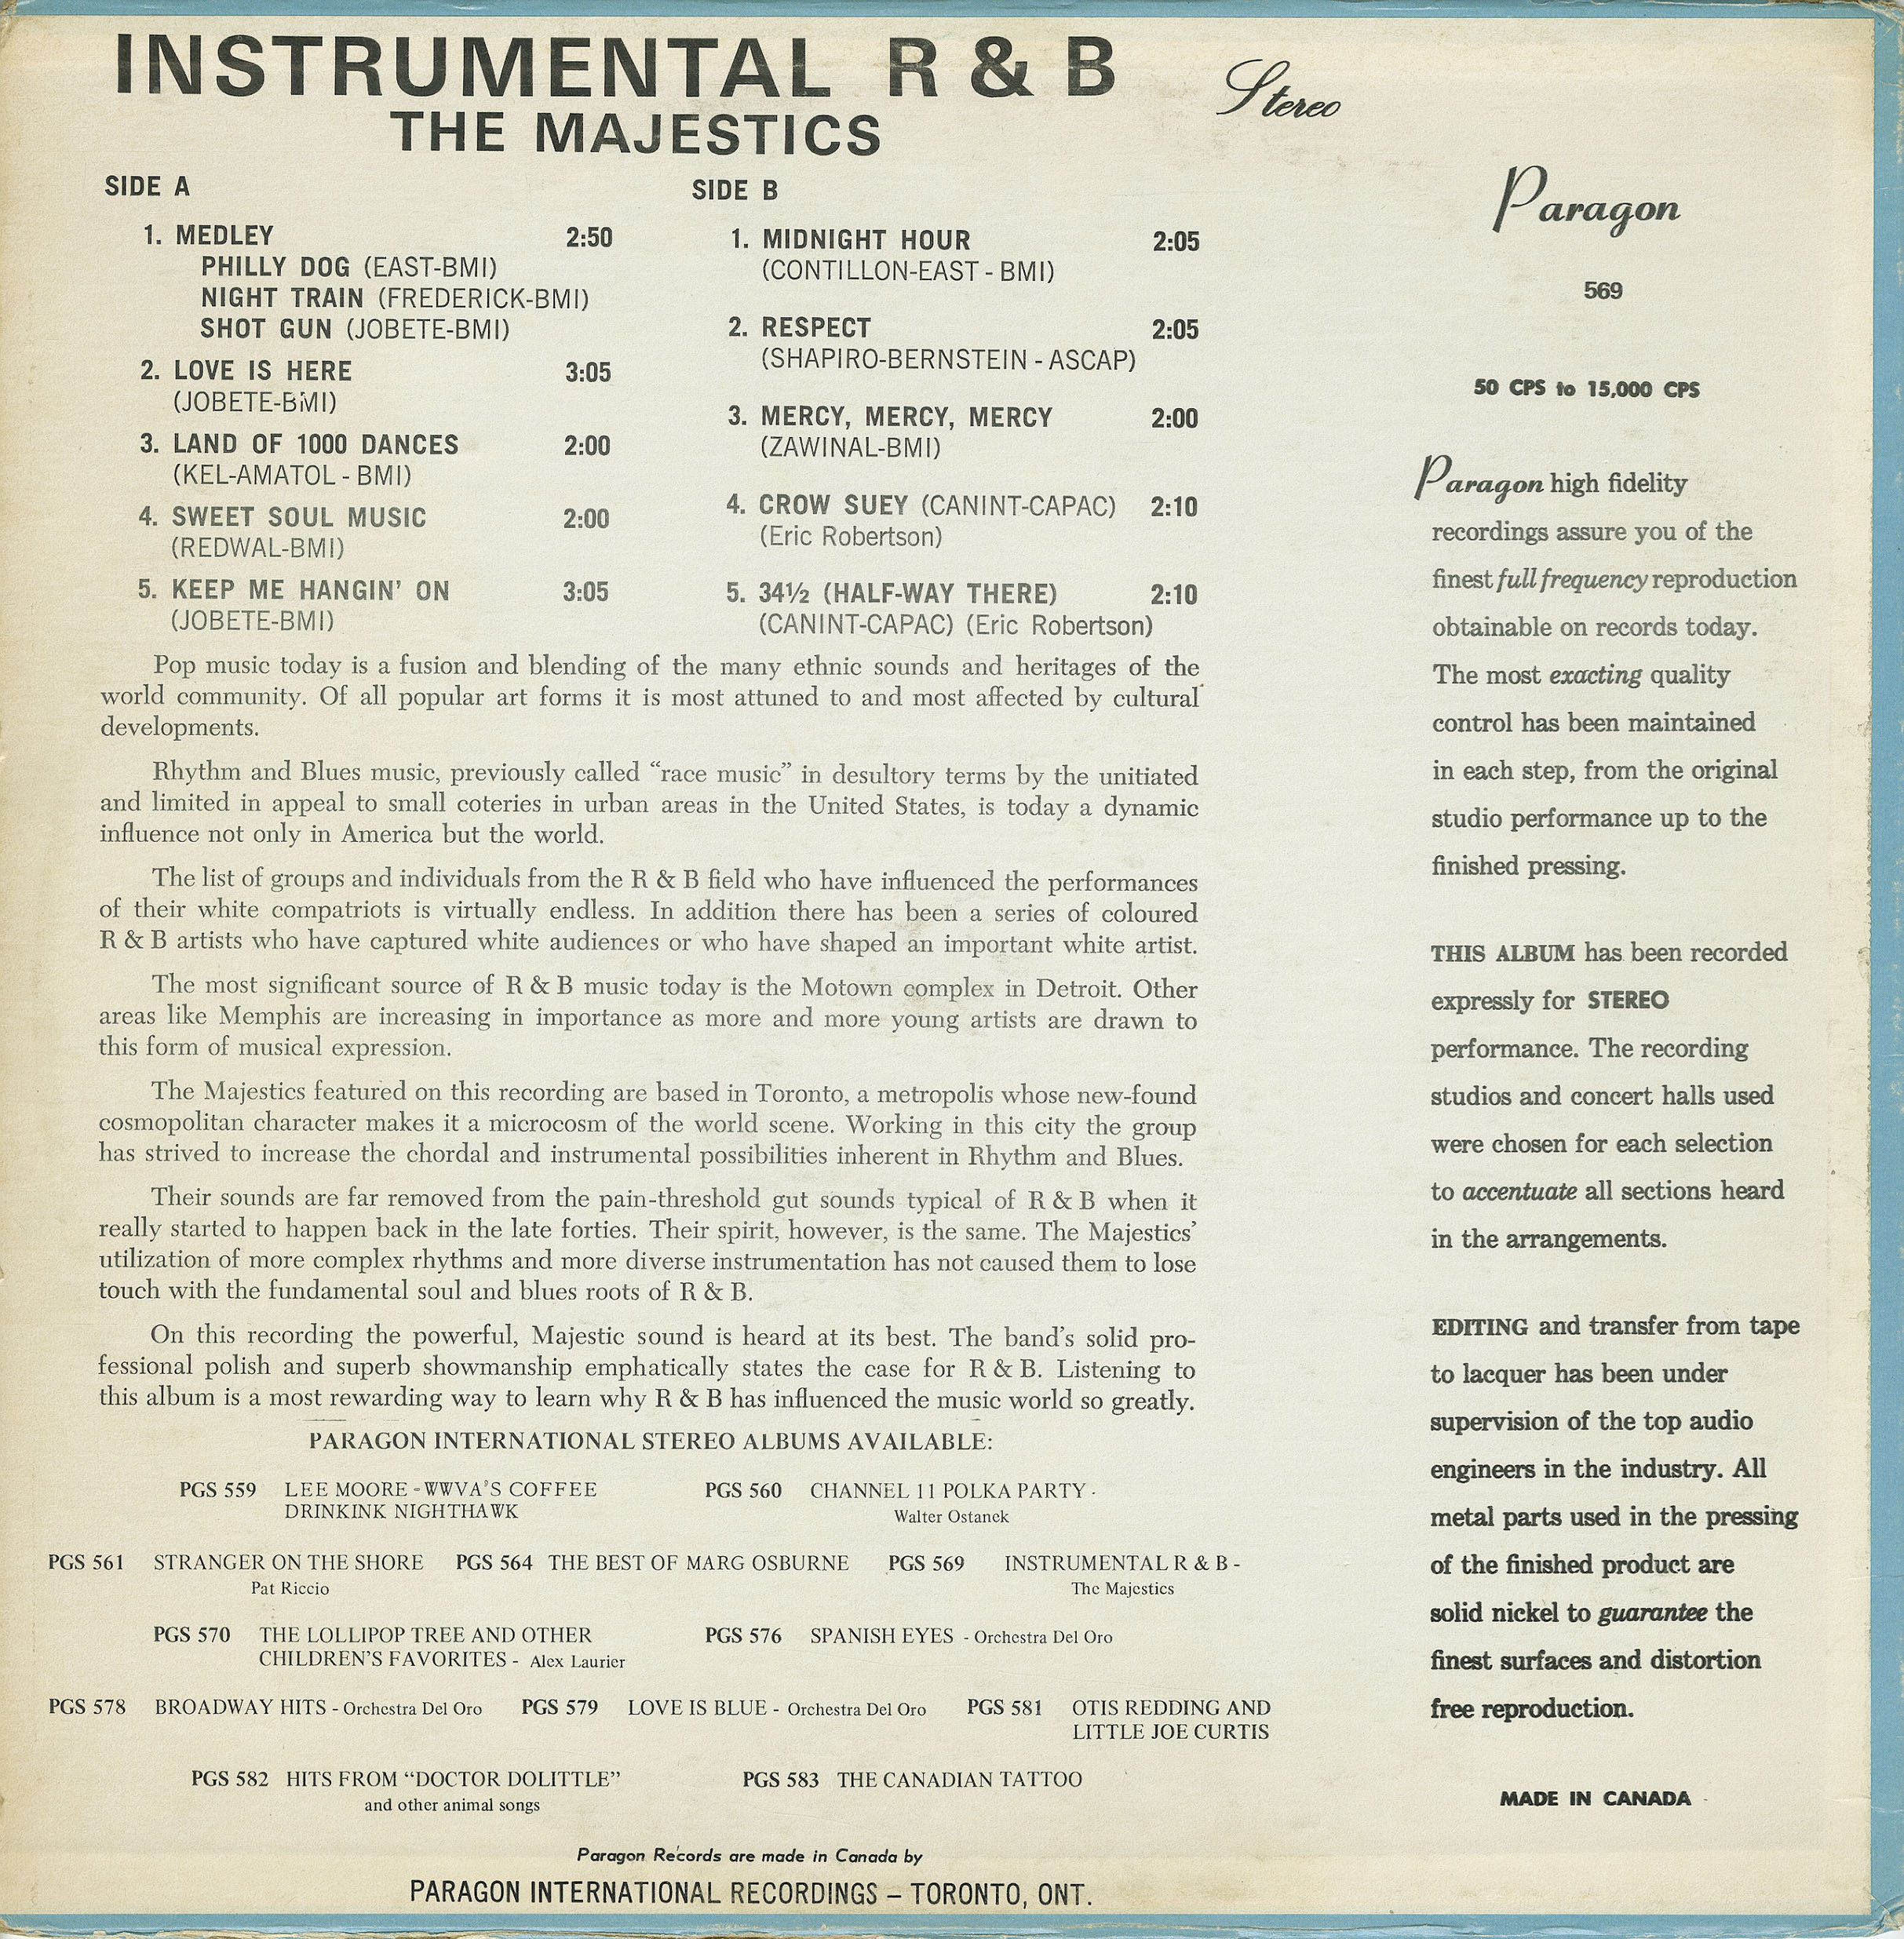 INSTRUMENTAL R & B
THE MAJESTICS
Stereo
SIDE A
1. MEDLEY 2:50
PHILLY DOG (EAST-BMI)
NIGHT TRAIN (FREDERICK-BMI)
SHOT GUN (JOBETE-BMI)
2. LOVE IS HERE 3:05
(JOBETE-BMI)
3. LAND OF 1000 DANCES 2:00
(KEL-AMATOL - BMI)
4. SWEET SOUL MUSIC 2:00
(REDWAL-BMI)
5. KEEP ME HANGIN' ON 3:05
(JOBETE-BMI)
SIDE B
1. MIDNIGHT HOUR 2:05
(CONTILLON-EAST - BMI)
2. RESPECT 2:05
(SHAPIRO-BERNSTEIN - ASCAP)
3. MERCY, MERCY, MERCY 2:00
(ZAWINAL-BMI)
4. CROW SUEY (CANINT-CAPAC) 2:10
(Eric Robertson)
5. 34½ (HALF-WAY THERE) 2:10
(CANINT-CAPAC) (Eric Robertson)
Pop music today is a fusion and blending of the many ethnic sounds and heritages of the
world community. Of all popular art forms it is most attuned to and most affected by cultural
developments.
Rhythm and Blues music, previously called “race music” in desultory terms by the unitiated
and limited in appeal to small coteries in urban areas in the United States, is today a dynamic
influence not only in America but the world.
The list of groups and individuals from the R & B field who have influenced the performances
of their white compatriots is virtually endless. In addition there has been a series of coloured
R & B artists who have captured white audiences or who have shaped an important white artist.
The most significant source of R & B music today is the Motown complex in Detroit. Other
areas like Memphis are increasing in importance as more and more young artists are drawn to
this form of musical expression.
The Majestics featured on this recording are based in Toronto, a metropolis whose new-found
cosmopolitan character makes it a microcosm of the world scene. Working in this city the group
has strived to increase the chordal and instrumental possibilities inherent in Rhythm and Blues.
Their sounds are far removed from the pain-threshold gut sounds typical of R & B when it
really started to happen back in the late forties. Their spirit, however, is the same. The Majestics’
utilization of more complex rhythms and more diverse instrumentation has not caused them to lose
touch with the fundamental soul and blues roots of R & B.
On this recording the powerful, Majestic sound is heard at its best. The band’s solid pro-
fessional polish and superb showmanship emphatically states the case for R & B. Listening to
this album is a most rewarding way to learn why R & B has influenced the music world so greatly.
PARAGON INTERNATIONAL STEREO ALBUMS AVAILABLE:
PGS 559 LEE MOORE - WWVA'S COFFEE
DRINKINK NIGHTHAWK
PGS 560 CHANNEL 11 POLKA PARTY -
Walter Ostanek
PGS 561 STRANGER ON THE SHORE
Pat Riccio
PGS 564 THE BEST OF MARG OSBURNE
PGS 569 INSTRUMENTAL R & B -
The Majestics
PGS 570 THE LOLLIPOP TREE AND OTHER
CHILDREN'S FAVORITES - Alex Laurier
PGS 576 SPANISH EYES - Orchestra Del Oro
PGS 578 BROADWAY HITS - Orchestra Del Oro
PGS 579 LOVE IS BLUE - Orchestra Del Oro
PGS 581 OTIS REDDING AND
LITTLE JOE CURTIS
PGS 582 HITS FROM “DOCTOR DOLITTLE”
and other animal songs
PGS 583 THE CANADIAN TATTOO
Paragon Records are made in Canada by
PARAGON INTERNATIONAL RECORDINGS – TORONTO, ONT.
Paragon
569
50 CPS to 15,000 CPS
Paragon high fidelity
recordings assure you of the
finest full frequency reproduction
obtainable on records today.
The most exacting quality
control has been maintained
in each step, from the original
studio performance up to the
finished pressing.
THIS ALBUM has been recorded
expressly for STEREO
performance. The recording
studios and concert halls used
were chosen for each selection
to accentuate all sections heard
in the arrangements.
EDITING and transfer from tape
to lacquer has been under
supervision of the top audio
engineers in the industry. All
metal parts used in the pressing
of the finished product are
solid nickel to guarantee the
finest surfaces and distortion
free reproduction.
MADE IN CANADA